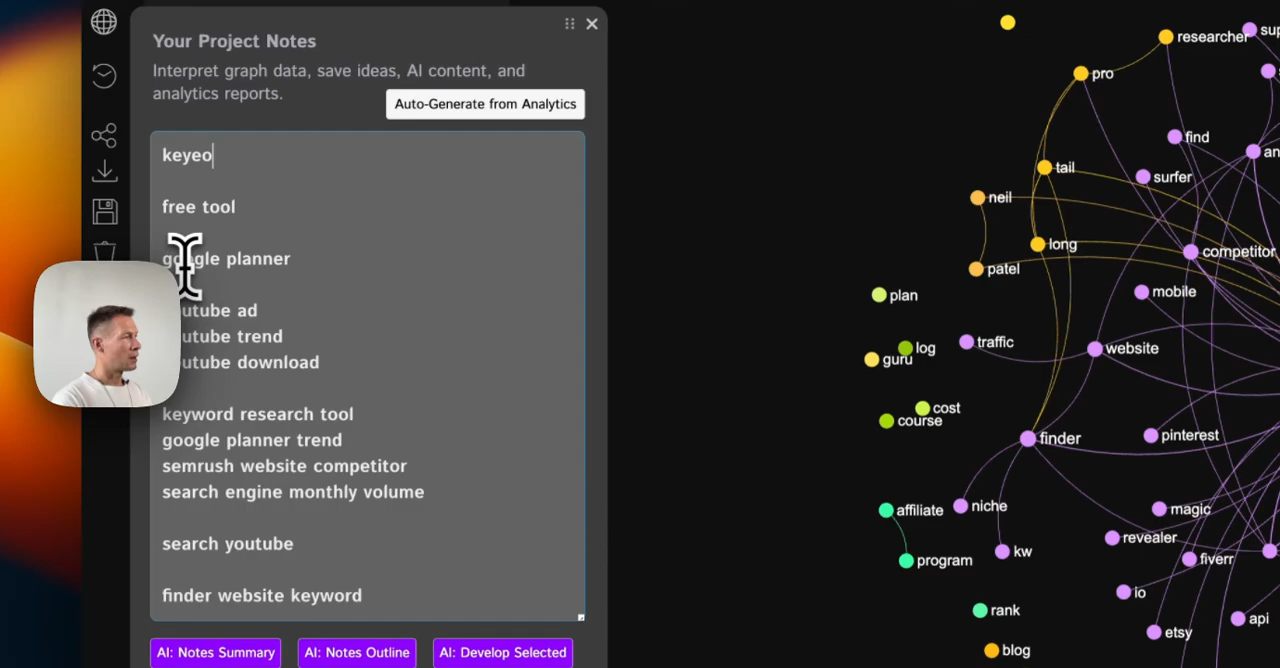 Your Project Notes
Interpret graph data, save ideas, AI content, and
analytics reports.
Auto-Generate from Analytics
keyeo
free tool
google planner
utube ad
utube trend
utube download
keyword research tool
google planner trend
semrush website competitor
search engine monthly volume
search youtube
finder website keyword
AI: Notes Summary
AI: Notes Outline
AI: Develop Selected
researcher
pro
find
tail
surfer
neil
long
competitor
patel
mobile
plan
traffic
log
website
guru
cost
course
pinterest
finder
niche
affiliate
magic
revealer
kw
program
fiverr
io
rank
api
etsy
blog